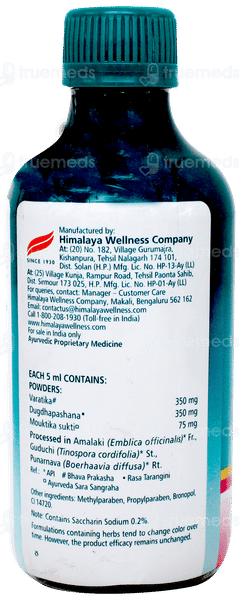 truemeds
Manufactured by:
Himalaya Wellness Company
SINCE 1930
At: (20) No. 182, Village Gurumajra,
Kishanpura, Tehsil Nalagarh 174 101,
Dist. Solan (H.P.) Mfg. Lic. No. HP-13-Ay (LL)
At: (25) Village Kunja, Rampur Road, Tehsil Paonta Sahib,
Dist. Sirmour 173 025, H.P. Mfg. Lic. No. HP-01-Ay (LL)
For queries, contact: Manager – Customer Care
Himalaya Wellness Company, Makali, Bengaluru 562 162
Email: contactus@himalayawellness.com
Call 1-800-208-1930 (Toll-free in India)
www.himalayawellness.com
Ayurvedic Proprietary Medicine
EACH 5 ml CONTAINS:
POWDERS:
Varatika# 350 mg
Dugdhapashana* 350 mg
Mouktika sukti¤ 75 mg
Processed in Amalaki (Emblica officinalis)* Fr.,
Guduchi (Tinospora cordifolia)* St.,
Punarnava (Boerhaavia diffusa)* Rt.
Ref: * API # Bhava Prakasha • Rasa Tarangini
¤ Ayurveda Sara Sangraha
Other ingredients: Methylparaben, Propylparaben, Bronopol,
CI 14720.
Note: Contains Saccharin Sodium 0.2%.
Formulations containing herbs tend to change color over
time. However, the product efficacy remains unchanged.